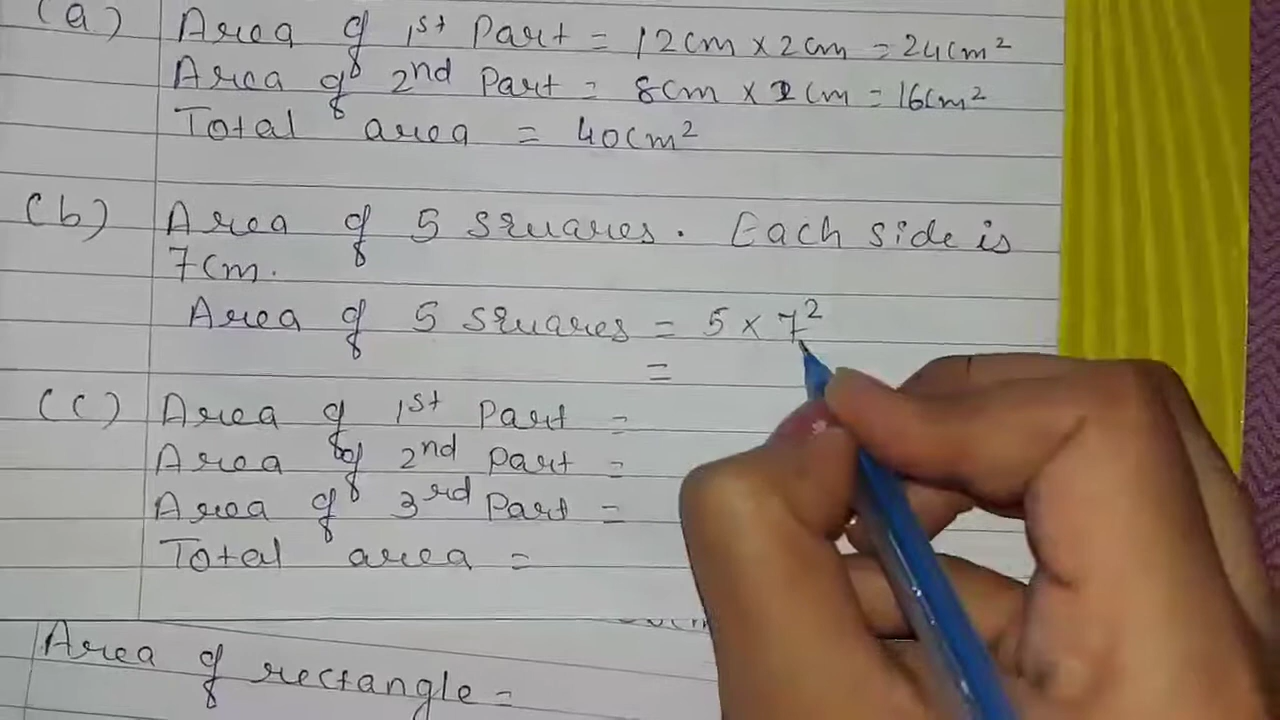 (a) Area of 1st Part = 12cm x 2cm = 24cm²
Area of 2nd Part = 8cm x 2cm = 16cm²
Total area = 40cm²
(b) Area of 5 squares. Each side is
7cm.
Area of 5 squares = 5 x 7²
=
(c) Area of 1st Part =
Area of 2nd Part =
Area of 3rd Part =
Total area =
Area of rectangle =